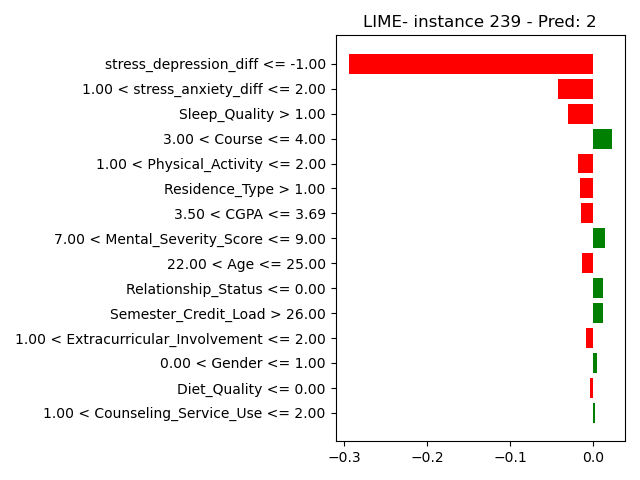 LIME- instance 239 - Pred: 2
stress_depression_diff <= -1.00
1.00 < stress_anxiety_diff <= 2.00
Sleep_Quality > 1.00
3.00 < Course <= 4.00
1.00 < Physical_Activity <= 2.00
Residence_Type > 1.00
3.50 < CGPA <= 3.69
7.00 < Mental_Severity_Score <= 9.00
22.00 < Age <= 25.00
Relationship_Status <= 0.00
Semester_Credit_Load > 26.00
1.00 < Extracurricular_Involvement <= 2.00
0.00 < Gender <= 1.00
Diet_Quality <= 0.00
1.00 < Counseling_Service_Use <= 2.00
−0.3 −0.2 −0.1 0.0